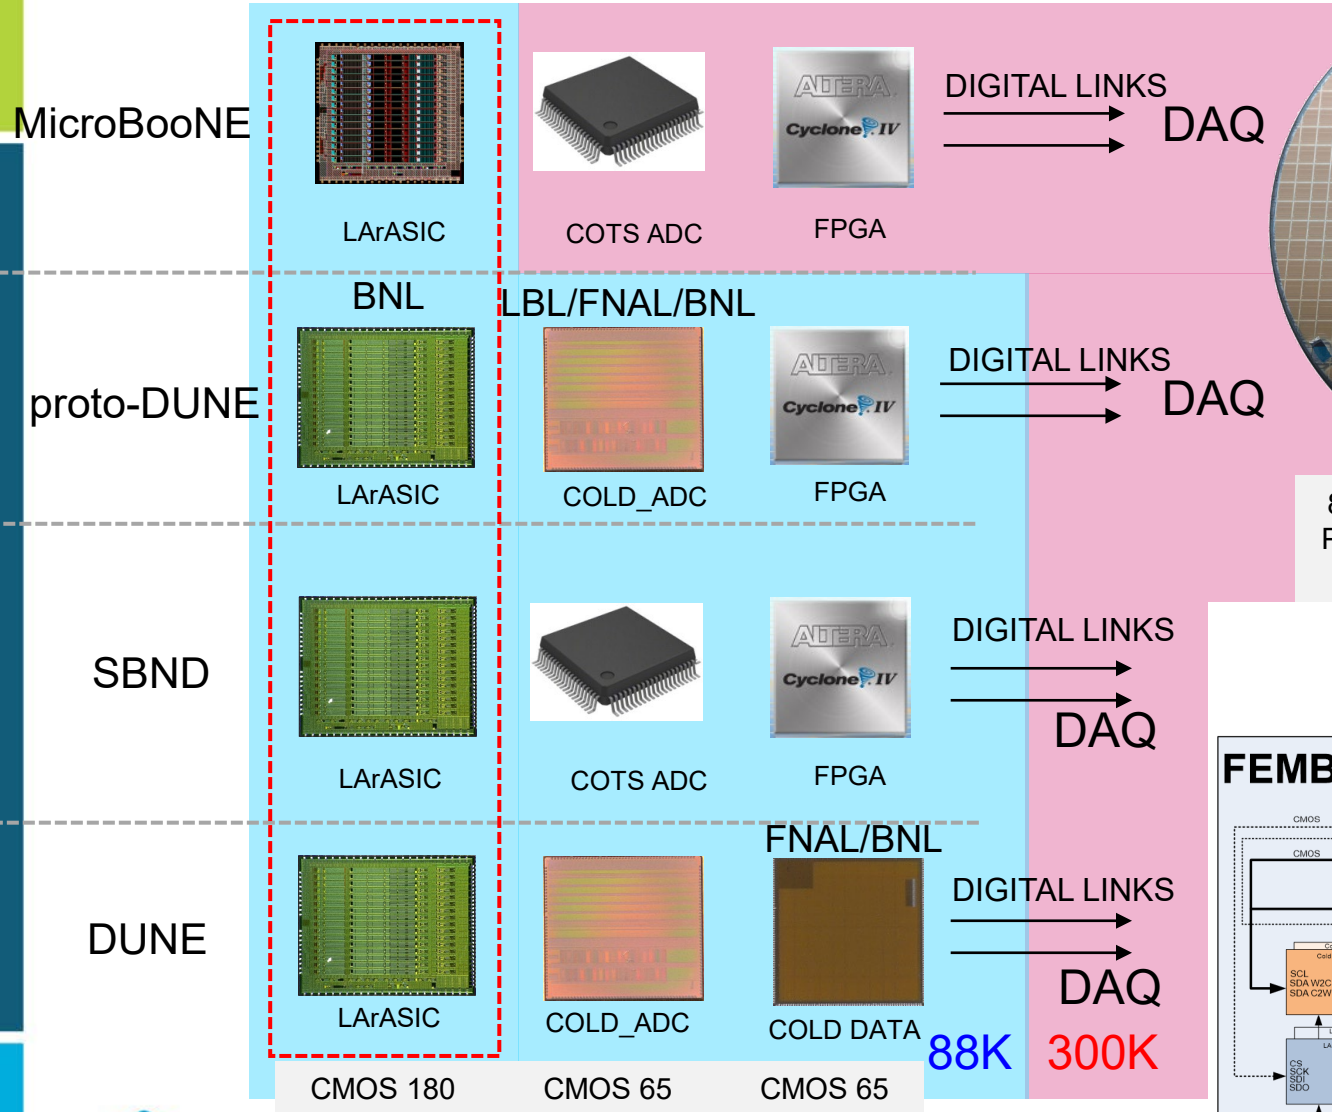 MicroBooNE
ALTERA
Cyclone IV
DIGITAL LINKS
DAQ
LArASIC
COTS ADC
FPGA
BNL
LBL/FNAL/BNL
proto-DUNE
ALTERA
Cyclone IV
DIGITAL LINKS
DAQ
LArASIC
COLD_ADC
FPGA
SBND
ALTERA
Cyclone IV
DIGITAL LINKS
DAQ
LArASIC
COTS ADC
FPGA
FNAL/BNL
DUNE
DIGITAL LINKS
DAQ
LArASIC
COLD_ADC
COLD DATA
88K
300K
CMOS 180
CMOS 65
CMOS 65
FEMB
CMOS
CMOS
Cold
SCL
SDA W2C
SDA C2W
LA
CS
SCK
SDI
SDO